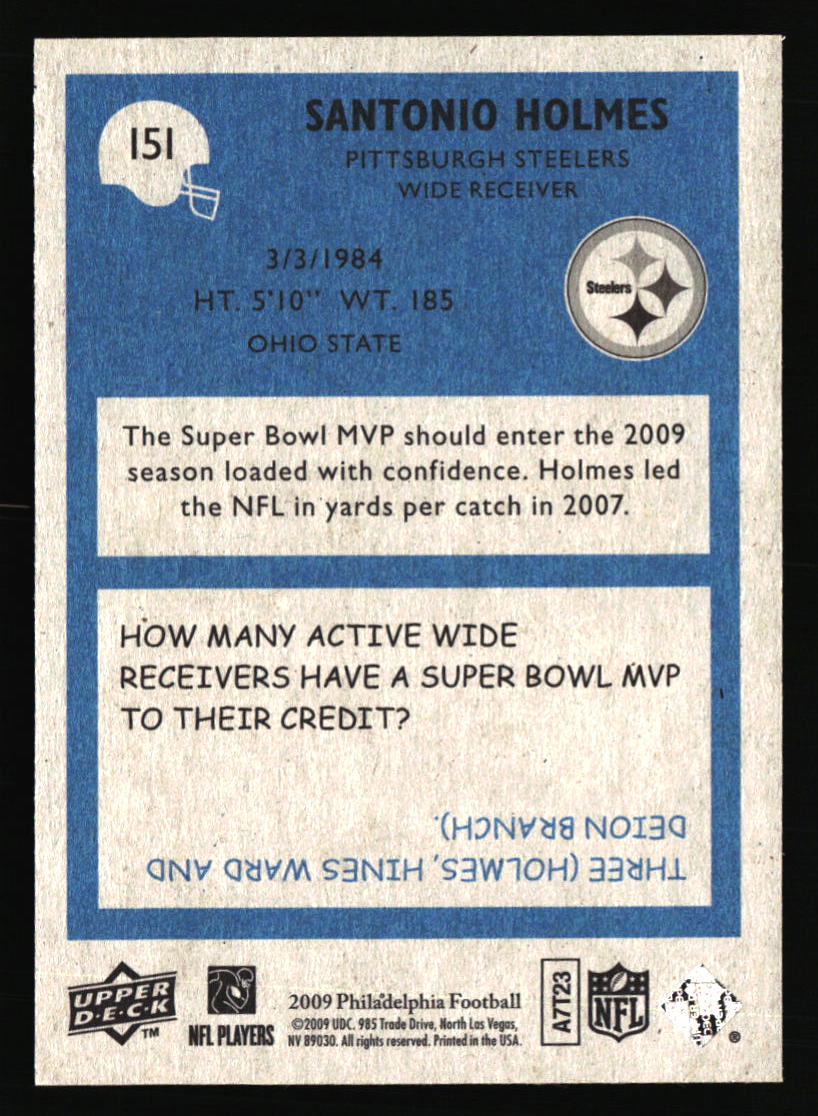 151
SANTONIO HOLMES
PITTSBURGH STEELERS
WIDE RECEIVER
3/3/1984
HT. 5'10" WT. 185
OHIO STATE
Steelers
The Super Bowl MVP should enter the 2009
season loaded with confidence. Holmes led
the NFL in yards per catch in 2007.
HOW MANY ACTIVE WIDE
RECEIVERS HAVE A SUPER BOWL MVP
TO THEIR CREDIT?
THREE (HOLMES, HINES WARD AND
DEION BRANCH).
UPPER
D·E·C·K
TM
NFL PLAYERS
2009 Philadelphia Football
©2009 UDC. 985 Trade Drive, North Las Vegas,
NV 89030. All rights reserved. Printed in the USA.
A7T23
NFL
®